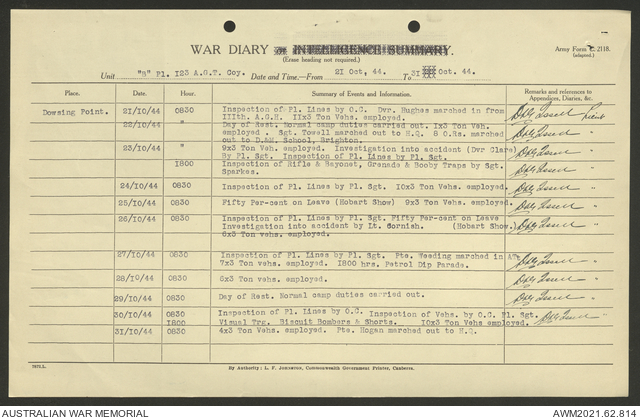 WAR DIARY or INTELLIGENCE SUMMARY.
(Erase heading not required.)
Army Form C.2118.
(adapted.)
Unit "B" Pl. 123 A.G.T. Coy. Date and Time:—From 21 Oct, 44. To 31 Oct. 44.
Place. Date. Hour. Summary of Events and Information. Remarks and references to
Appendices, Diaries, &c.
Dowsing Point. 21/10/44 0830 Inspection of Pl. Lines by O.C. Dvr. Hughes marched in from
IIIth. A.G.H. 11x3 Ton Vehs. employed. Lieut
22/10/44 " Day of Rest. Normal camp duties carried out. 1x3 Ton Veh.
employed. Sgt. Towell marched out to H.Q. 8 O.Rs. marched "
out to D.&M. School, Brighton.
23/10/44 " 9x3 Ton Veh. employed. Investigation into accident (Dvr Clare)
By Pl. Sgt. Inspection of Pl. Lines by Pl. Sgt. "
1800 Inspection of Rifle & Bayonet, Grenade & Booby Traps by Sgt.
Sparkes. "
24/10/44 0830 Inspection of Pl. Lines by Pl. Sgt. 10x3 Ton Vehs. employed. "
25/10/44 0830 Fifty Per-cent on Leave (Hobart Show) 9x3 Ton Vehs. employed. "
26/10/44 0830 Inspection of Pl. Lines by Pl. Sgt. Fifty Per-cent on Leave
Investigation into accident by Lt. Cornish. (Hobart Show.) "
6x3 Ton vehs. employed.
27/10/44 0830 Inspection of Pl. Lines by Pl. Sgt. Pte. Weeding marched in AT.
7x3 Ton vehs. employed. 1800 hrs. Petrol Dip Parade. "
28/10/44 0830 6x3 Ton vehs. employed. "
29/10/44 0830 Day of Rest. Normal camp duties carried out. "
30/10/44 0830 Inspection of Pl. Lines by O.C. Inspection of Vehs. by O.C. Pl. Sgt. "
1800 Visual Trg. Biscuit Bombers & Shorts. 10x3 Ton Vehs. employed.
31/10/44 0830 4x3 Ton Vehs. employed. Pte. Hogan marched out to H.Q. "
By Authority: L. F. Johnston, Commonwealth Government Printer, Canberra.
AUSTRALIAN WAR MEMORIAL
AWM2021.62.814